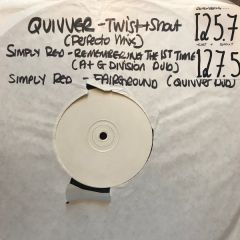 QUIVVER - Twist + Shout
(Perfecto Mix)
SIMPLY RED - REMEMBERING THE 1ST TIME
(A + G DIVISION DUB)
SIMPLY RED - FAIRGROUND (QUIVVER DUB)
125.7
127.5